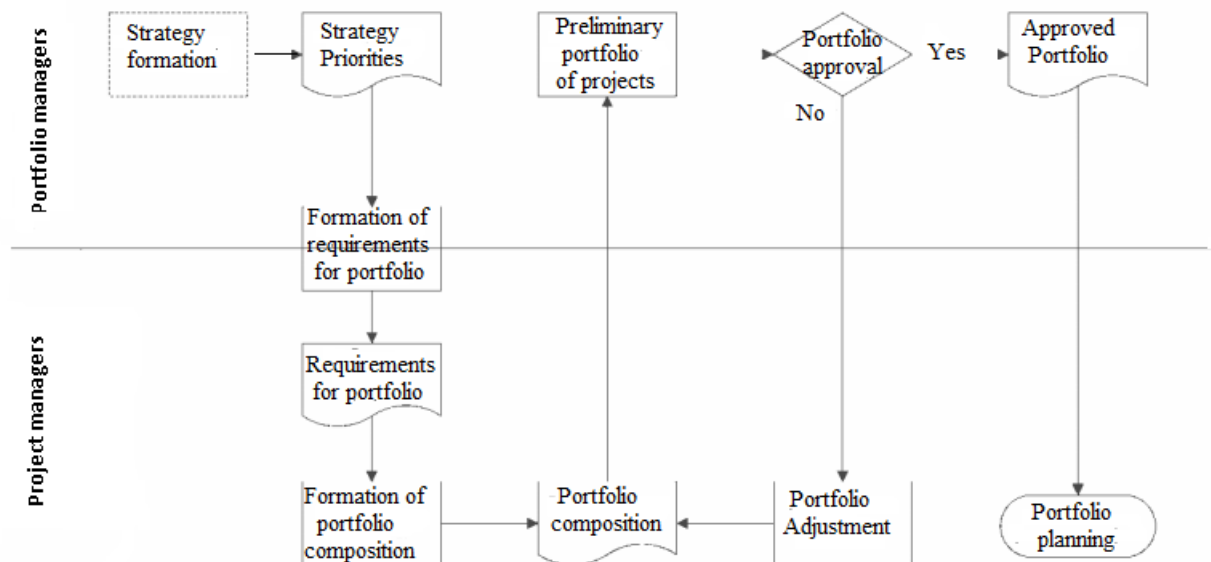 Portfolio managers
Strategy
formation
Strategy
Priorities
Preliminary
portfolio
of projects
Portfolio
approval
Yes
No
Approved
Portfolio
Formation of
requirements
for portfolio
Project managers
Requirements
for portfolio
Formation of
portfolio
composition
Portfolio
composition
Portfolio
Adjustment
Portfolio
planning